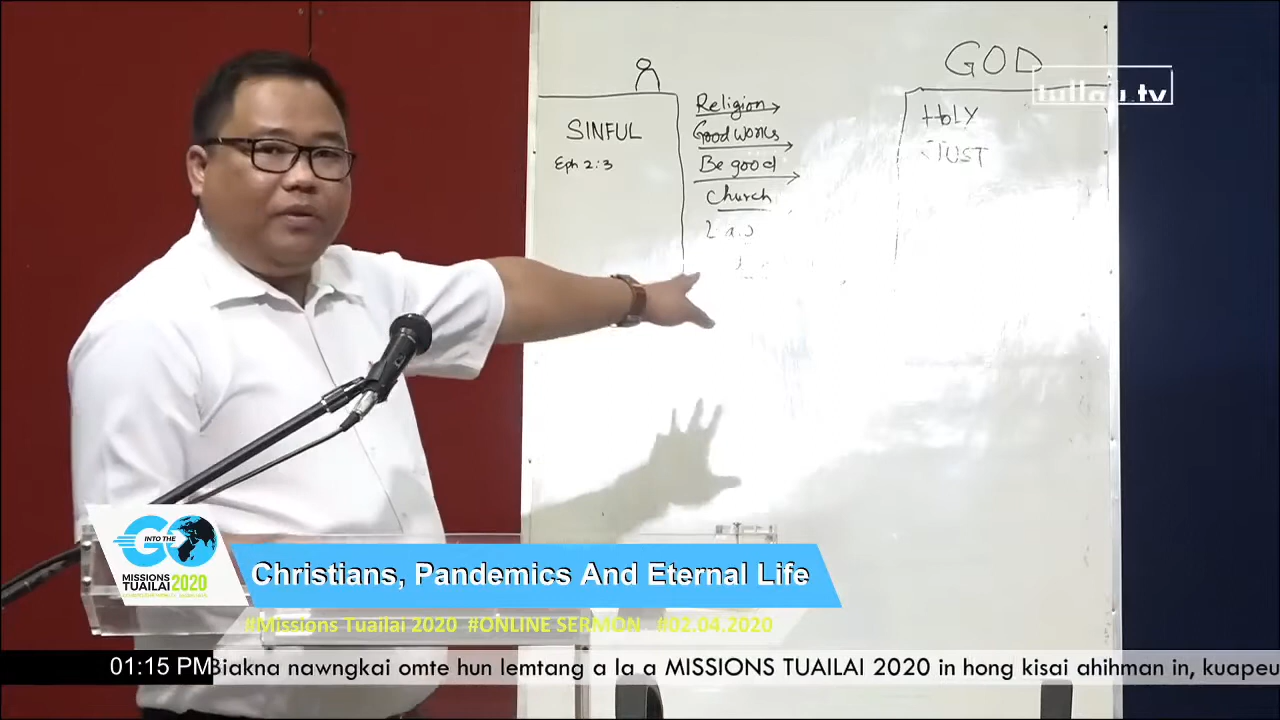 GOD
tullou.tv
Religion
SINFUL
Good works
Eph 2:3
Be good
Church
HOLY
JUST
GO
INTO THE
MISSIONS
TUAILAI 2020
Christians, Pandemics And Eternal Life
#Missions Tuailai 2020 #ONLINE SERMON #02.04.2020
01:15 PM
Biakna nawngkai omte hun lemtang a la a MISSIONS TUAILAI 2020 in hong kisai ahihman in, kuapeu